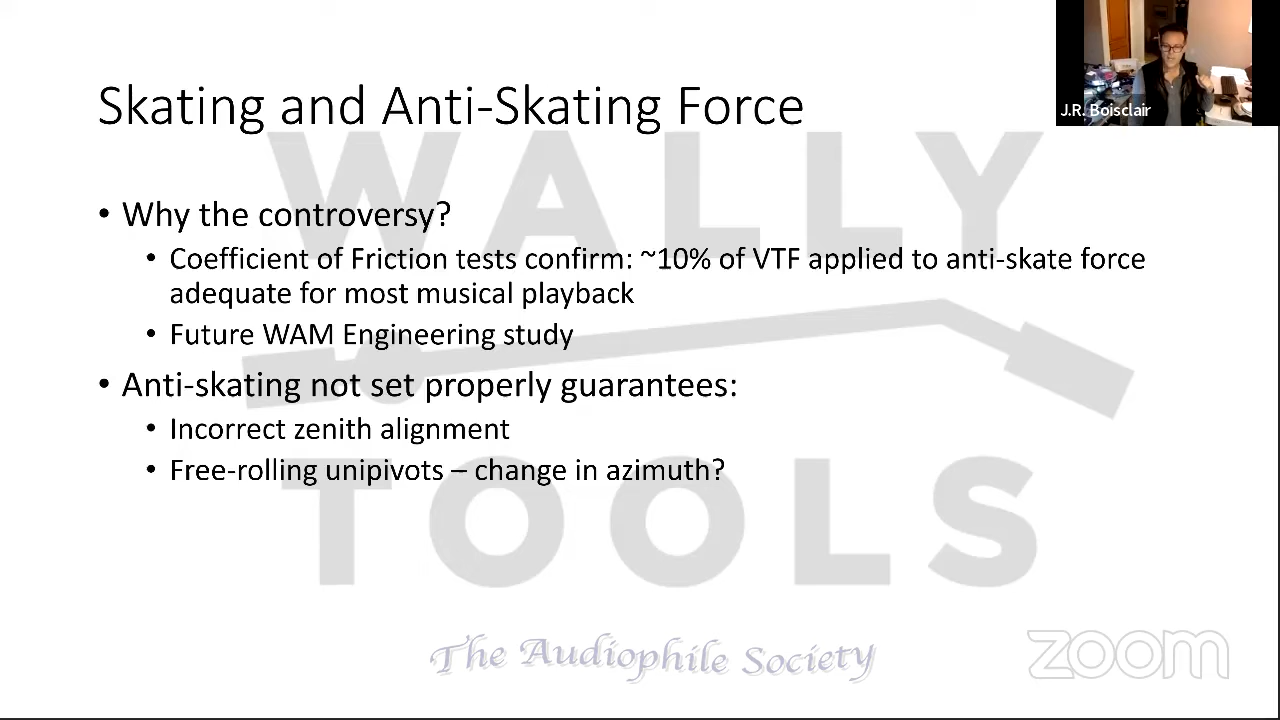 J.R. Boisclair
Skating and Anti-Skating Force
WALLY
• Why the controversy?
• Coefficient of Friction tests confirm: ~10% of VTF applied to anti-skate force
adequate for most musical playback
• Future WAM Engineering study
• Anti-skating not set properly guarantees:
• Incorrect zenith alignment
• Free-rolling unipivots – change in azimuth?
TOOLS
The Audiophile Society
zoom